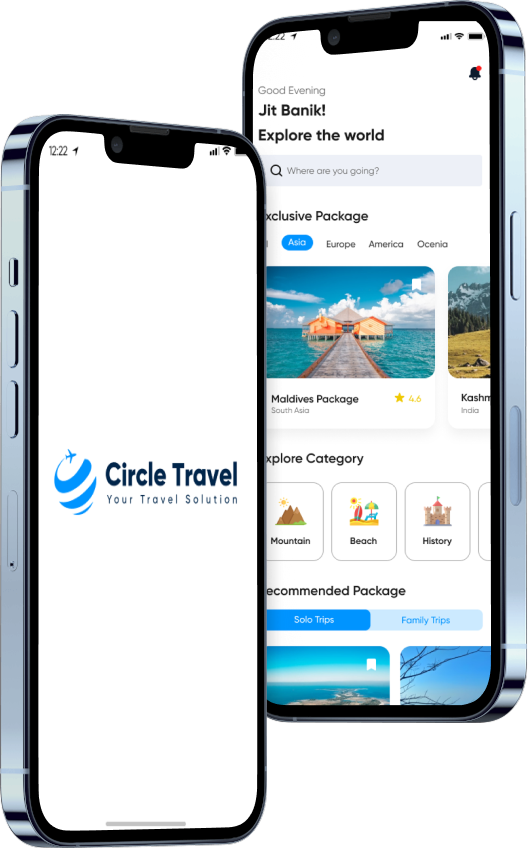 12:22
Circle Travel
Your Travel Solution
2:22
Good Evening
Jit Banik!
Explore the world
Where are you going?
xclusive Package
l Asia Europe America Ocenia
Maldives Package 4.6
South Asia
Kashm
India
xplore Category
Mountain Beach History
ecommended Package
Solo Trips Family Trips